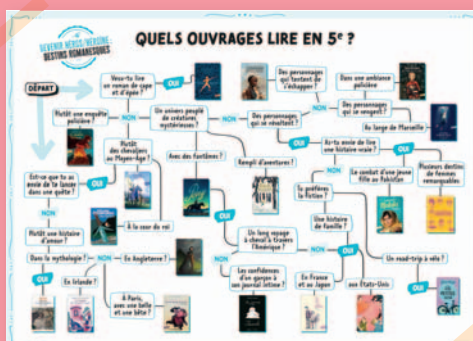 DEVENIR HÉROS/HÉROÏNE :
DESTINS ROMANESQUES
QUELS OUVRAGES LIRE EN 5e ?
DÉPART
Veux-tu lire
un roman de cape
et d'épée ?
OUI
Des personnages
qui tentent de
s'échapper ?
Dans une ambiance
policière
Plutôt une enquête
policière ?
NON
Un univers peuplé
de créatures
mystérieuses ?
NON
Des personnages
qui se révoltent ?
NON
Des personnages
qui se vengent ?
Au large de Marseille
OUI
Plutôt
des chevaliers
au Moyen-Âge ?
Avec des fantômes ?
Rempli d'aventures ?
OUI
As-tu envie de lire
une histoire vraie ?
OUI
Est-ce que tu as
envie de te lancer
dans une quête ?
OUI
NON
Tu préfères
la fiction ?
Le combat d'une jeune
fille au Pakistan
Plusieurs destins
de femmes
remarquables
NON
À la cour du roi
Plutôt une histoire
d'amour ?
OUI
Un long voyage
à cheval à travers
l'Amérique ?
Une histoire
de famille ?
Dans la mythologie ?
NON
En Angleterre ?
NON
OUI
Un road-trip à vélo ?
OUI
En Irlande ?
Les confidences
d'un garçon à
son journal intime ?
En France
et au Japon
aux États-Unis
OUI
À Paris,
avec une belle
et une bête ?